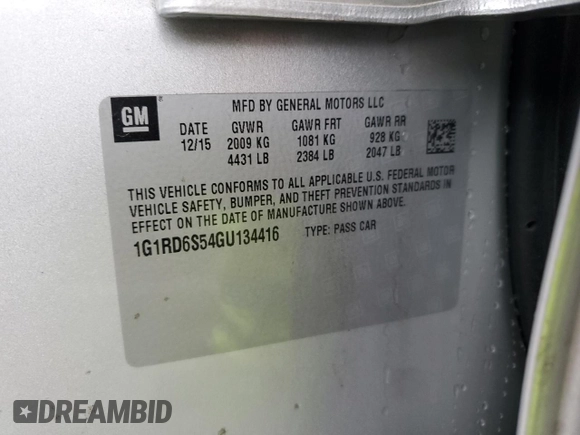 GM
MFD BY GENERAL MOTORS LLC
DATE GVWR GAWR FRT GAWR RR
12/15 2009 KG 1081 KG 928 KG
4431 LB 2384 LB 2047 LB
THIS VEHICLE CONFORMS TO ALL APPLICABLE U.S. FEDERAL MOTOR
VEHICLE SAFETY, BUMPER, AND THEFT PREVENTION STANDARDS IN
EFFECT ON THE DATE OF MANUFACTURE SHOWN ABOVE.
1G1RD6S54GU134416 TYPE: PASS CAR
DREAMBID